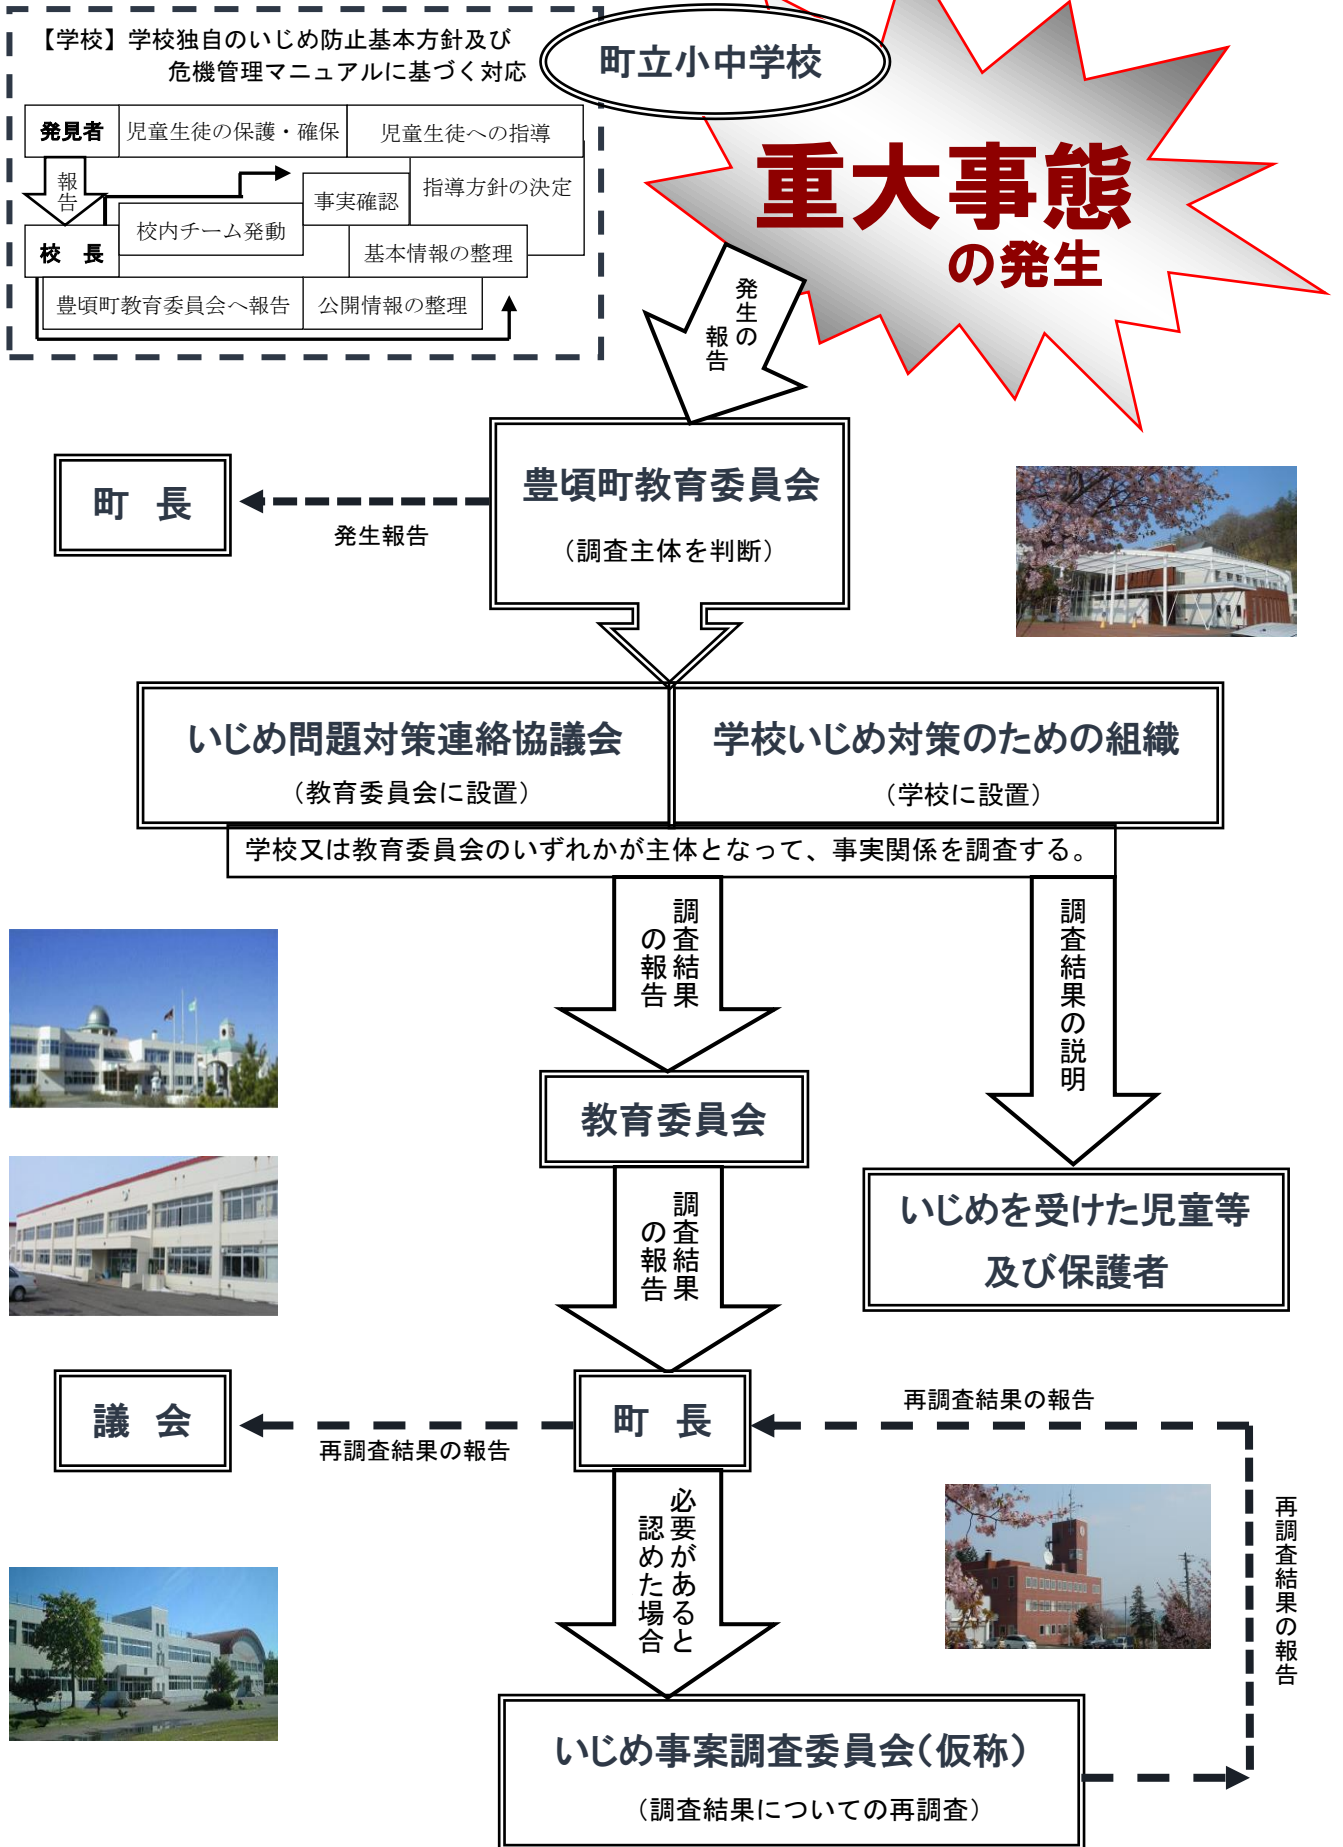 【学校】学校独自のいじめ防止基本方針及び
危機管理マニュアルに基づく対応
発見者
児童生徒の保護・確保
児童生徒への指導
報告
事実確認
指導方針の決定
校内チーム発動
校　長
基本情報の整理
豊頃町教育委員会へ報告
公開情報の整理
町立小中学校
重大事態
の発生
発生の
報告
豊頃町教育委員会
（調査主体を判断）
町　長
発生報告
いじめ問題対策連絡協議会
（教育委員会に設置）
学校いじめ対策のための組織
（学校に設置）
学校又は教育委員会のいずれかが主体となって、事実関係を調査する。
調査結果
の報告
調査結果の説明
教育委員会
調査結果
の報告
いじめを受けた児童等
及び保護者
議　会
再調査結果の報告
町　長
再調査結果の報告
必要があると
認めた場合
再調査結果の報告
いじめ事案調査委員会（仮称）
（調査結果についての再調査）